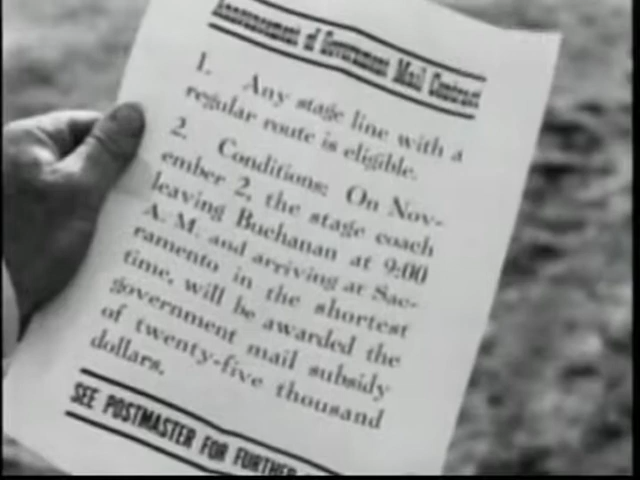 Announcement of Government Mail Contract
1. Any stage line with a
regular route is eligible.
2. Conditions: On Nov-
ember 2, the stage coach
leaving Buchanan at 9:00
A. M. and arriving at Sac-
ramento in the shortest
time, will be awarded the
government mail subsidy
of twenty-five thousand
dollars.
SEE POSTMASTER FOR FURTHER